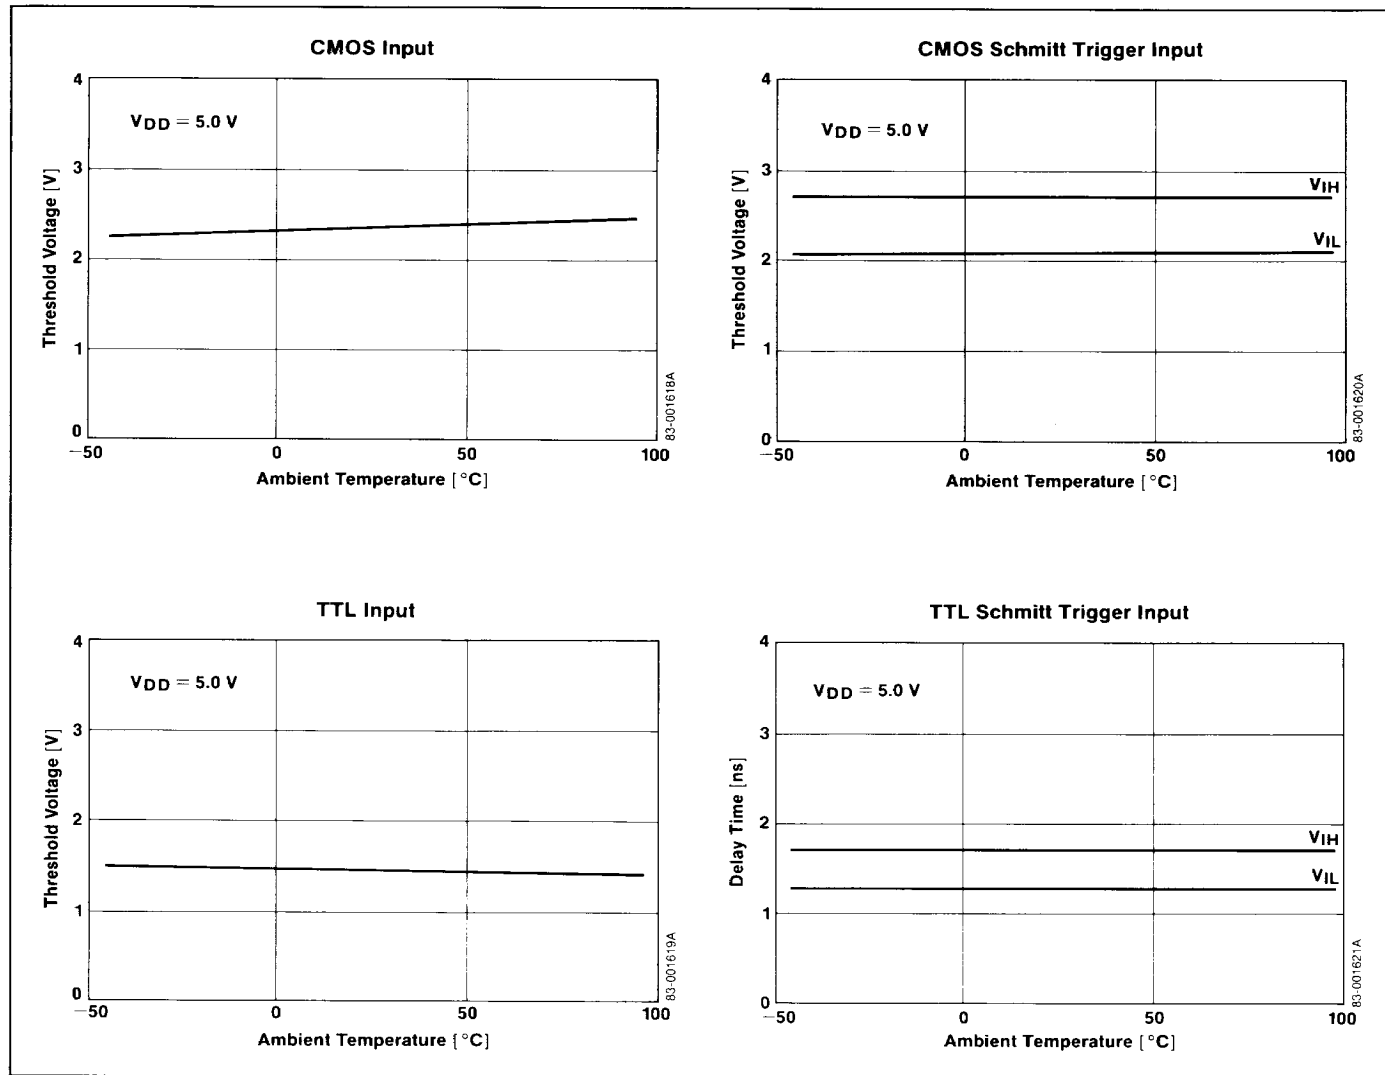 CMOS Input
4
3
2
1
0
VDD = 5.0 V
Threshold Voltage [V]
−50
0
50
100
Ambient Temperature [°C]
83-001618A
CMOS Schmitt Trigger Input
4
3
2
1
0
VDD = 5.0 V
VIH
VIL
Threshold Voltage [V]
−50
0
50
100
Ambient Temperature [°C]
83-001620A
TTL Input
4
3
2
1
0
VDD = 5.0 V
Threshold Voltage [V]
−50
0
50
100
Ambient Temperature [°C]
83-001619A
TTL Schmitt Trigger Input
4
3
2
1
0
VDD = 5.0 V
VIH
VIL
Delay Time [ns]
−50
0
50
100
Ambient Temperature [°C]
83-001621A